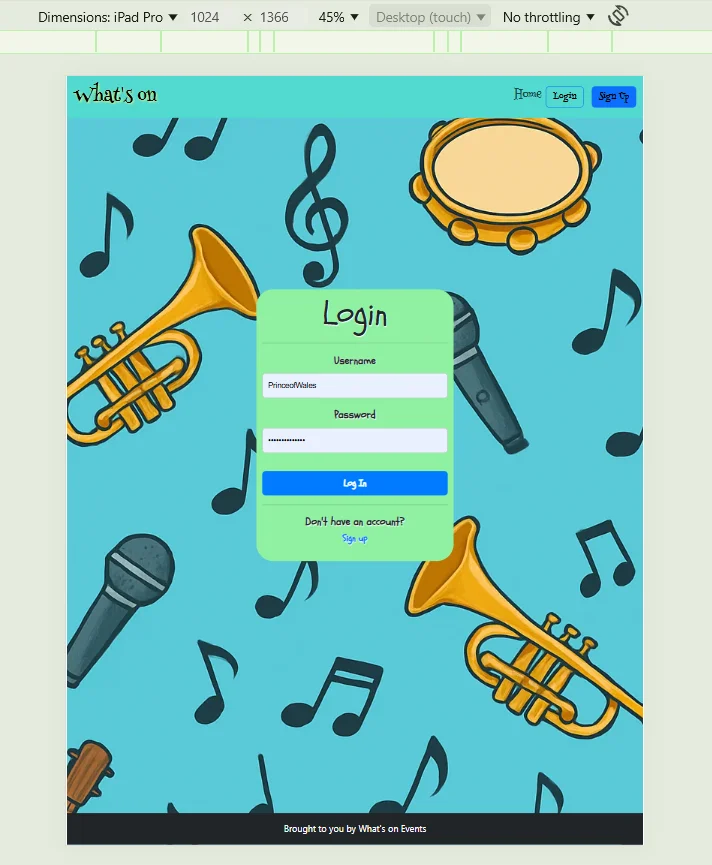 Dimensions: iPad Pro ▼ 1024 × 1366 45% ▼ Desktop (touch) ▼ No throttling ▼
What's on Home Login Sign Up
Login
Username
PrinceofWales
Password
••••••••••••••
Log In
Don't have an account?
Sign up
Brought to you by What's on Events